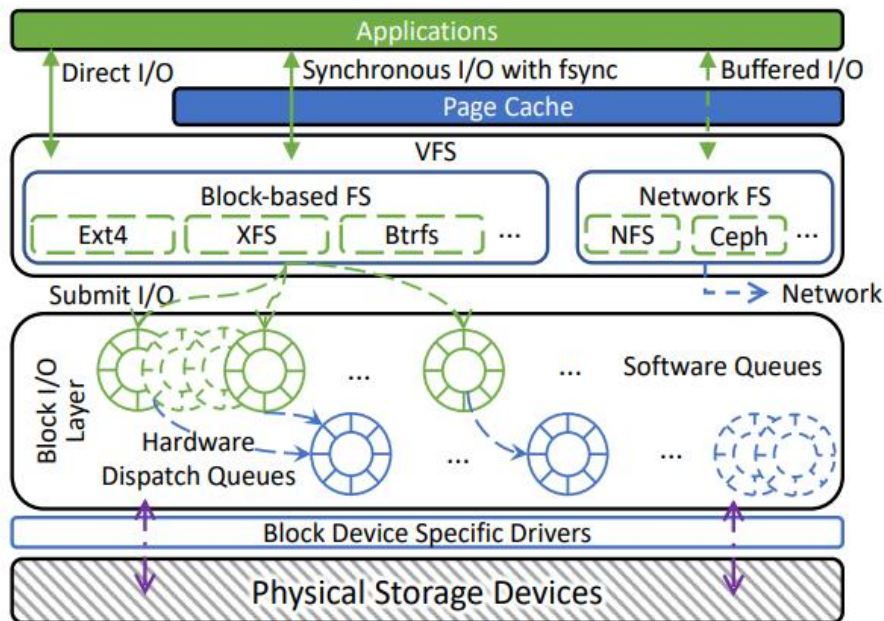 Applications
Direct I/O
Synchronous I/O with fsync
Buffered I/O
Page Cache
VFS
Block-based FS
Network FS
Ext4
XFS
Btrfs
...
NFS
Ceph
...
Submit I/O
Network
Block I/O
Layer
...
...
Software Queues
Hardware
Dispatch Queues
...
...
Block Device Specific Drivers
Physical Storage Devices